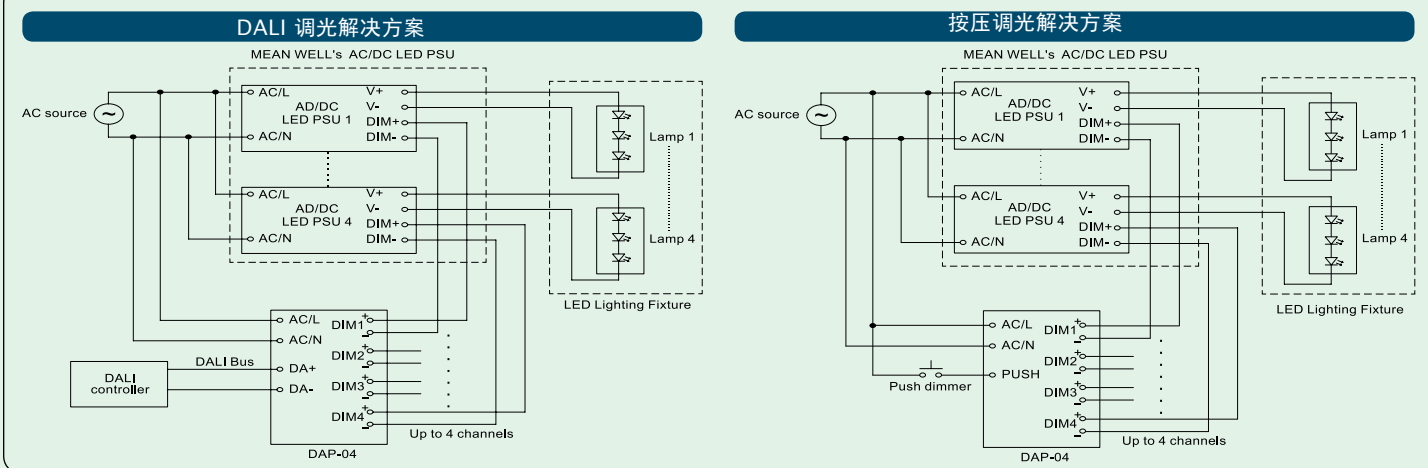 DALI 调光解决方案
MEAN WELL's AC/DC LED PSU
AC source
~
AC/L
AD/DC
LED PSU 1
AC/N
V+
V-
DIM+
DIM-
AC/L
AD/DC
LED PSU 4
AC/N
V+
V-
DIM+
DIM-
Lamp 1
Lamp 4
LED Lighting Fixture
DALI
controller
DALI Bus
AC/L
AC/N
DA+
DA-
DIM1
+
-
DIM2
+
-
DIM3
+
-
DIM4
+
-
Up to 4 channels
DAP-04
按压调光解决方案
MEAN WELL's AC/DC LED PSU
AC source
~
AC/L
AD/DC
LED PSU 1
AC/N
V+
V-
DIM+
DIM-
AC/L
AD/DC
LED PSU 4
AC/N
V+
V-
DIM+
DIM-
Lamp 1
Lamp 4
LED Lighting Fixture
Push dimmer
AC/L
AC/N
PUSH
DIM1
+
-
DIM2
+
-
DIM3
+
-
DIM4
+
-
Up to 4 channels
DAP-04